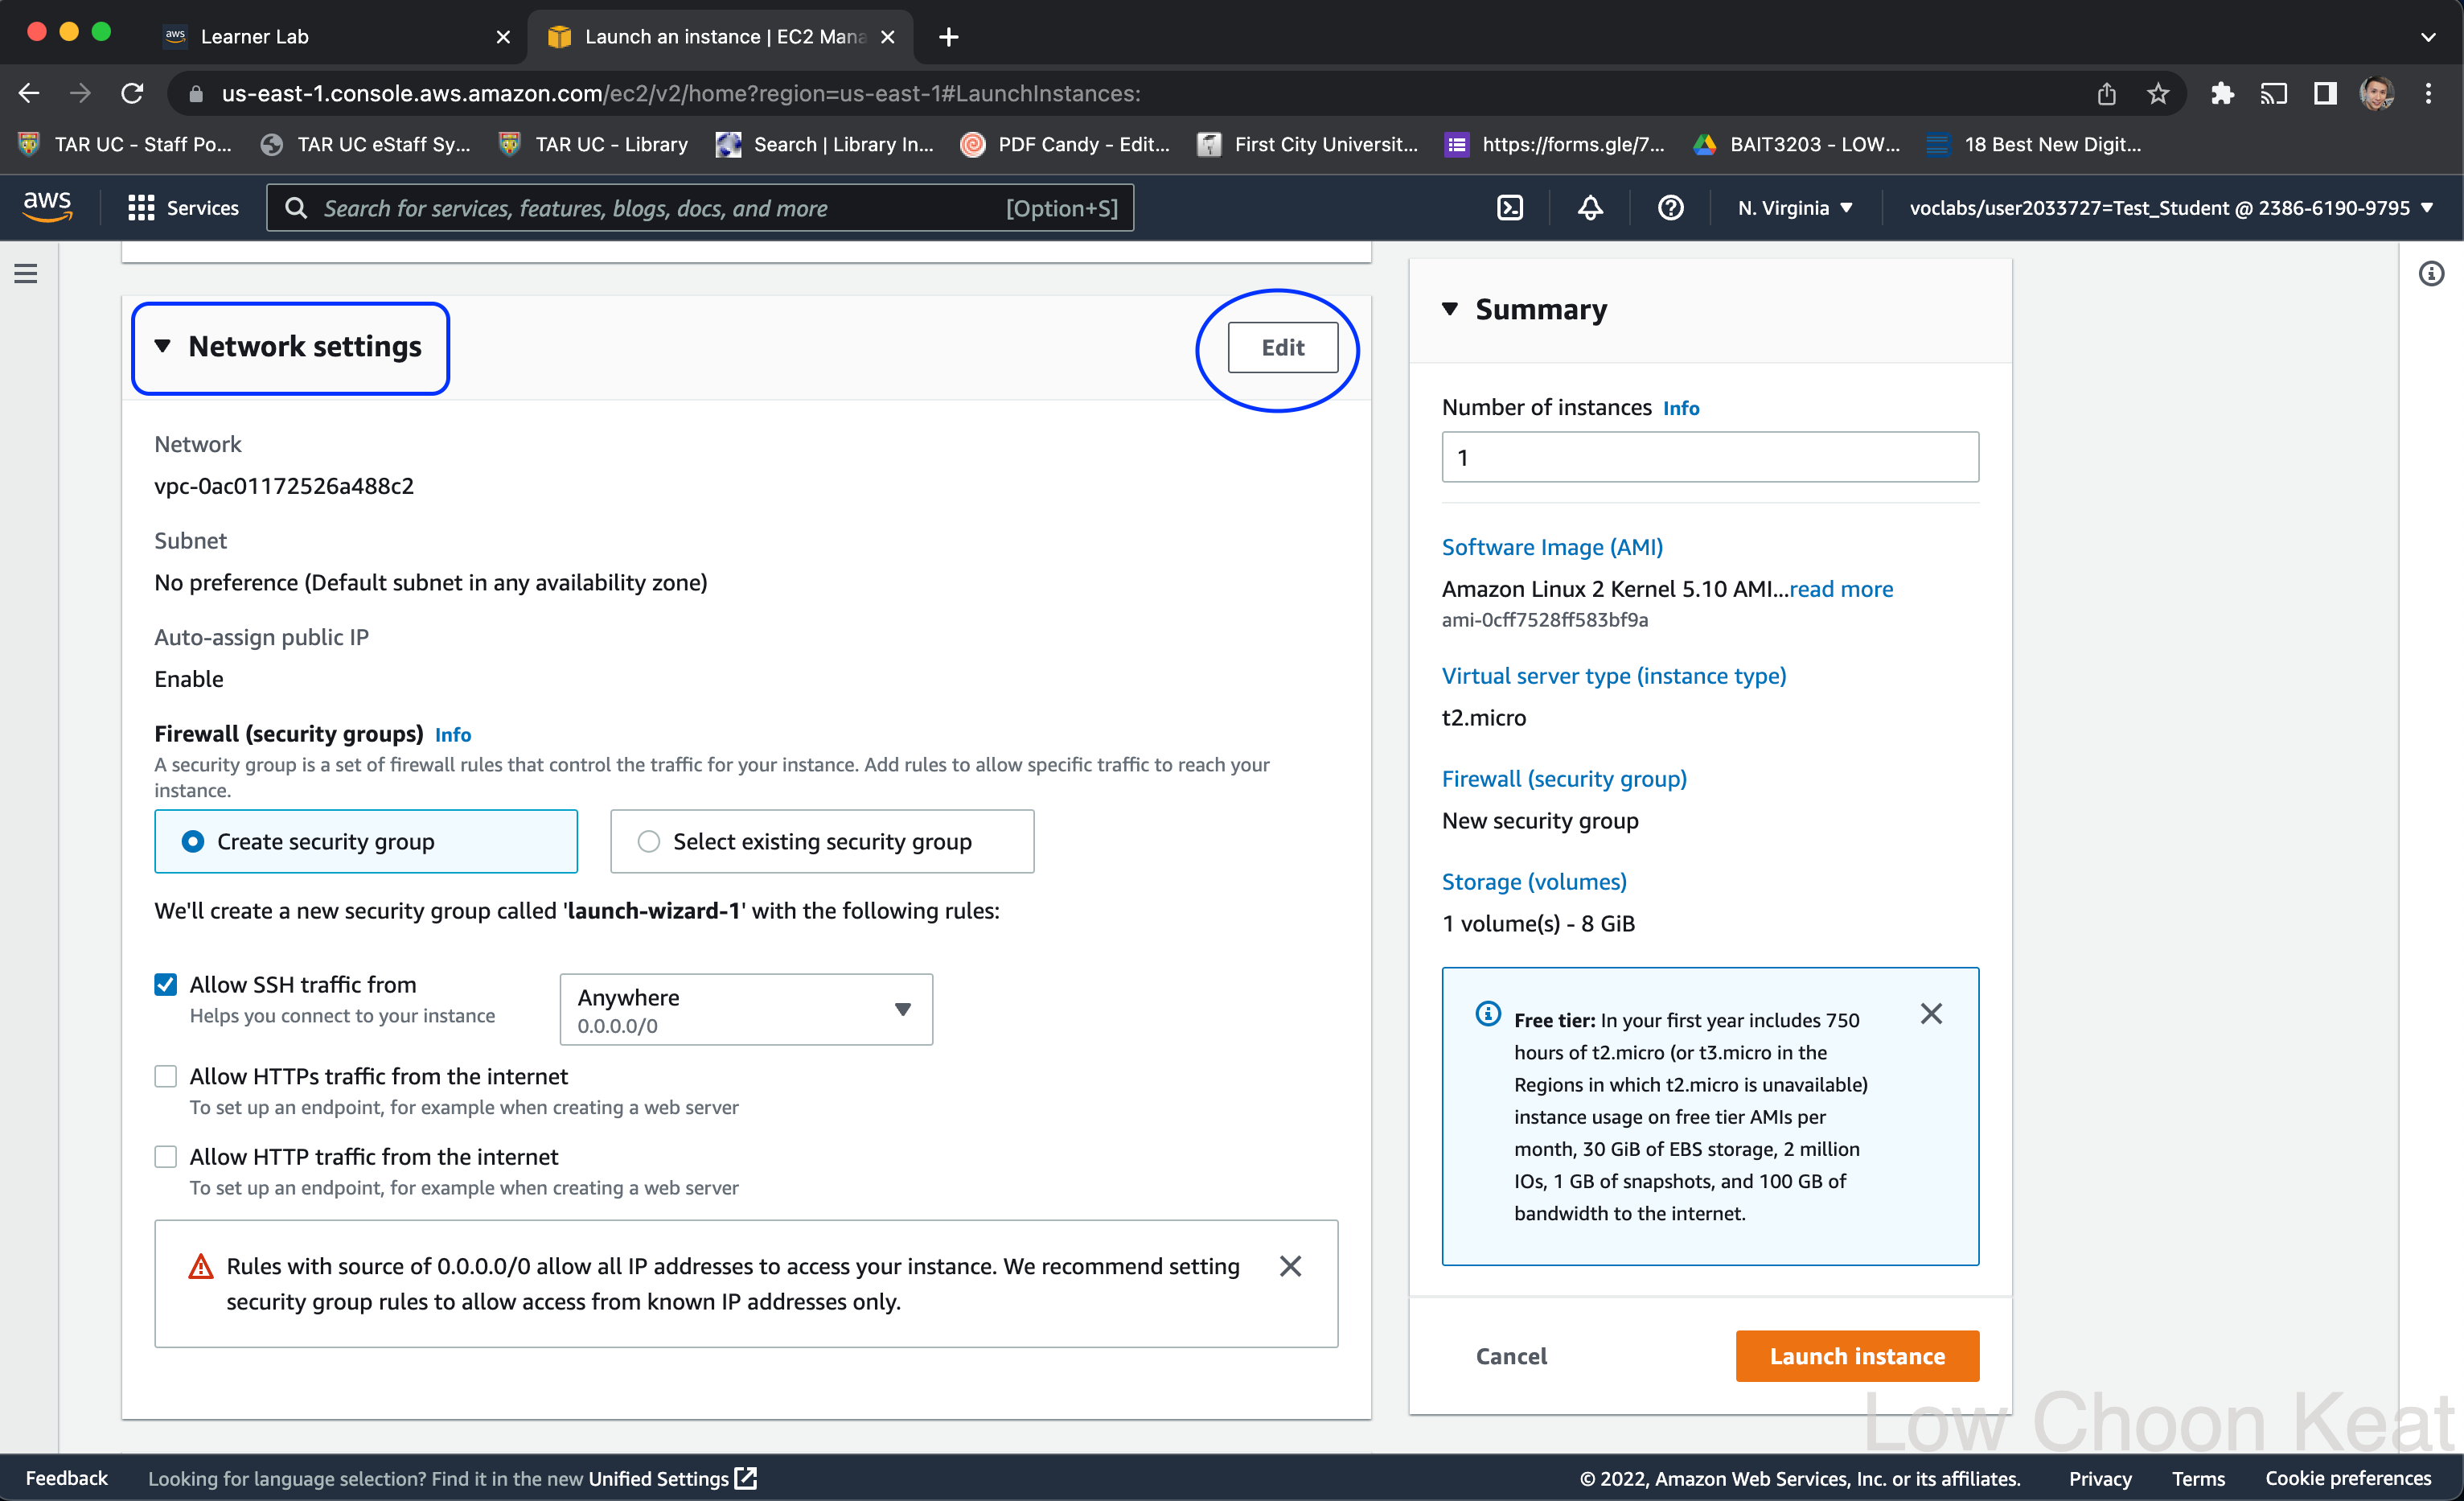 Learner Lab
Launch an instance | EC2 Mana
us-east-1.console.aws.amazon.com/ec2/v2/home?region=us-east-1#LaunchInstances:
TAR UC - Staff Po... TAR UC eStaff Sy... TAR UC - Library Search | Library In... PDF Candy - Edit... First City Universit... https://forms.gle/7... BAIT3203 - LOW... 18 Best New Digit...
aws Services Search for services, features, blogs, docs, and more [Option+S] N. Virginia voclabs/user2033727=Test_Student @ 2386-6190-9795
Network settings
Edit
Network
vpc-0ac01172526a488c2
Subnet
No preference (Default subnet in any availability zone)
Auto-assign public IP
Enable
Firewall (security groups) Info
A security group is a set of firewall rules that control the traffic for your instance. Add rules to allow specific traffic to reach your
instance.
Create security group
Select existing security group
We'll create a new security group called 'launch-wizard-1' with the following rules:
Allow SSH traffic from
Helps you connect to your instance
Anywhere
0.0.0.0/0
Allow HTTPs traffic from the internet
To set up an endpoint, for example when creating a web server
Allow HTTP traffic from the internet
To set up an endpoint, for example when creating a web server
Rules with source of 0.0.0.0/0 allow all IP addresses to access your instance. We recommend setting
security group rules to allow access from known IP addresses only.
Summary
Number of instances Info
1
Software Image (AMI)
Amazon Linux 2 Kernel 5.10 AMI...read more
ami-0cff7528ff583bf9a
Virtual server type (instance type)
t2.micro
Firewall (security group)
New security group
Storage (volumes)
1 volume(s) - 8 GiB
Free tier: In your first year includes 750
hours of t2.micro (or t3.micro in the
Regions in which t2.micro is unavailable)
instance usage on free tier AMIs per
month, 30 GiB of EBS storage, 2 million
IOs, 1 GB of snapshots, and 100 GB of
bandwidth to the internet.
Cancel
Launch instance
Low Choon Keat
Feedback Looking for language selection? Find it in the new Unified Settings © 2022, Amazon Web Services, Inc. or its affiliates. Privacy Terms Cookie preferences